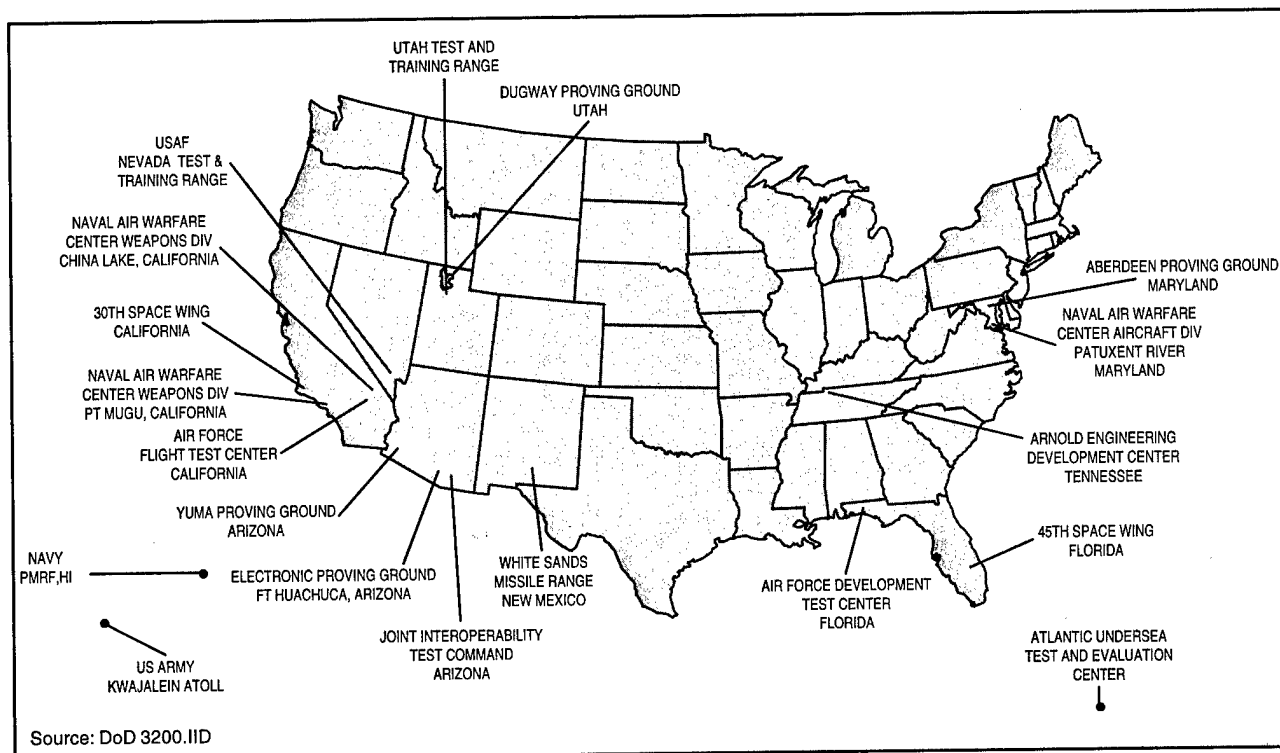 UTAH TEST AND
TRAINING RANGE
DUGWAY PROVING GROUND
UTAH
USAF
NEVADA TEST &
TRAINING RANGE
NAVAL AIR WARFARE
CENTER WEAPONS DIV
CHINA LAKE, CALIFORNIA
30TH SPACE WING
CALIFORNIA
NAVAL AIR WARFARE
CENTER WEAPONS DIV
PT MUGU, CALIFORNIA
AIR FORCE
FLIGHT TEST CENTER
CALIFORNIA
YUMA PROVING GROUND
ARIZONA
NAVY
PMRF,HI
US ARMY
KWAJALEIN ATOLL
ELECTRONIC PROVING GROUND
FT HUACHUCA, ARIZONA
JOINT INTEROPERABILITY
TEST COMMAND
ARIZONA
WHITE SANDS
MISSILE RANGE
NEW MEXICO
AIR FORCE DEVELOPMENT
TEST CENTER
FLORIDA
ABERDEEN PROVING GROUND
MARYLAND
NAVAL AIR WARFARE
CENTER AIRCRAFT DIV
PATUXENT RIVER
MARYLAND
ARNOLD ENGINEERING
DEVELOPMENT CENTER
TENNESSEE
45TH SPACE WING
FLORIDA
ATLANTIC UNDERSEA
TEST AND EVALUATION
CENTER
Source: DoD 3200.IID